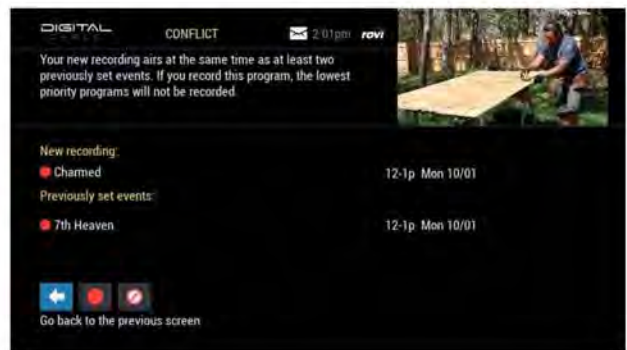 DIGITAL CONFLICT 2:01pm rovi
CABLE
Your new recording airs at the same time as at least two
previously set events. If you record this program, the lowest
priority programs will not be recorded.
New recording:
Charmed 12-1p Mon 10/01
Previously set events:
7th Heaven 12-1p Mon 10/01
Go back to the previous screen